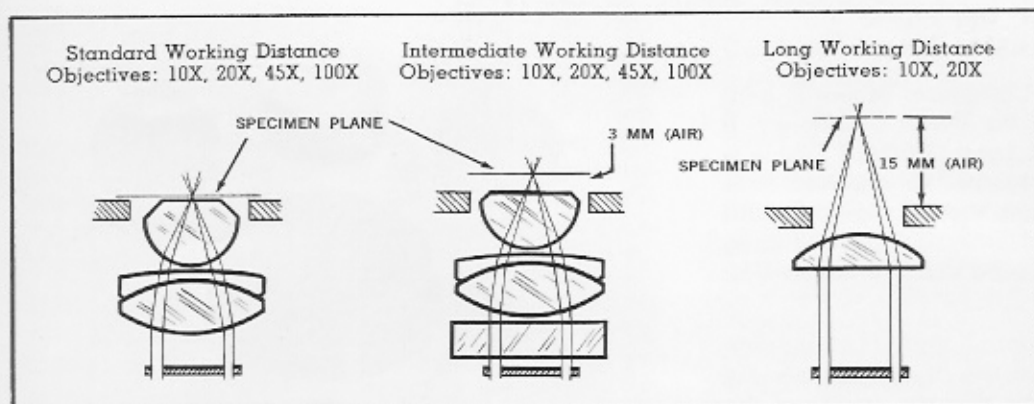 Standard Working Distance
Objectives: 10X, 20X, 45X, 100X
Intermediate Working Distance
Objectives: 10X, 20X, 45X, 100X
Long Working Distance
Objectives: 10X, 20X
SPECIMEN PLANE
3 MM (AIR)
SPECIMEN PLANE
15 MM (AIR)